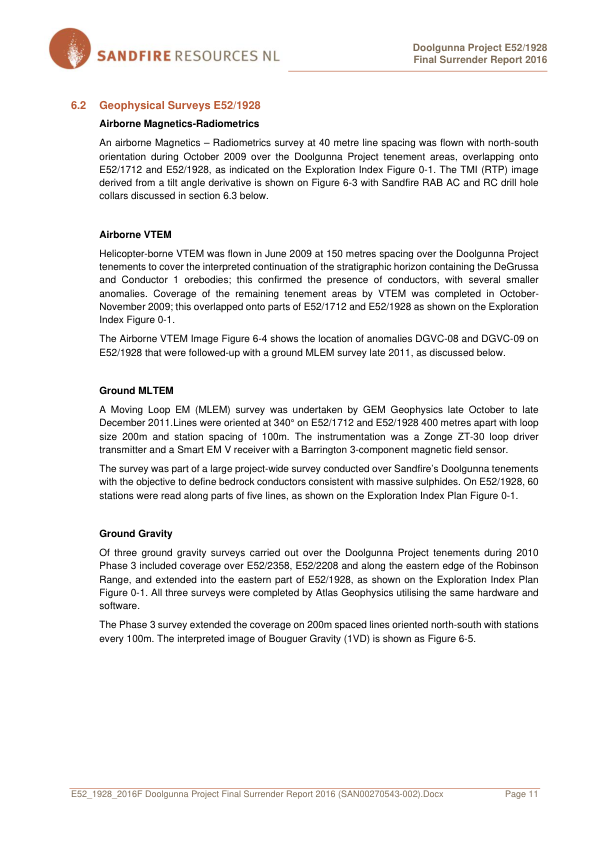 SANDFIRE RESOURCES NL
Doolgunna Project E52/1928
Final Surrender Report 2016
6.2 Geophysical Surveys E52/1928
Airborne Magnetics-Radiometrics
An airborne Magnetics – Radiometrics survey at 40 metre line spacing was flown with north-south
orientation during October 2009 over the Doolgunna Project tenement areas, overlapping onto
E52/1712 and E52/1928, as indicated on the Exploration Index Figure 0-1. The TMI (RTP) image
derived from a tilt angle derivative is shown on Figure 6-3 with Sandfire RAB AC and RC drill hole
collars discussed in section 6.3 below.
Airborne VTEM
Helicopter-borne VTEM was flown in June 2009 at 150 metres spacing over the Doolgunna Project
tenements to cover the interpreted continuation of the stratigraphic horizon containing the DeGrussa
and Conductor 1 orebodies; this confirmed the presence of conductors, with several smaller
anomalies. Coverage of the remaining tenement areas by VTEM was completed in October-
November 2009; this overlapped onto parts of E52/1712 and E52/1928 as shown on the Exploration
Index Figure 0-1.
The Airborne VTEM Image Figure 6-4 shows the location of anomalies DGVC-08 and DGVC-09 on
E52/1928 that were followed-up with a ground MLEM survey late 2011, as discussed below.
Ground MLTEM
A Moving Loop EM (MLEM) survey was undertaken by GEM Geophysics late October to late
December 2011.Lines were oriented at 340° on E52/1712 and E52/1928 400 metres apart with loop
size 200m and station spacing of 100m. The instrumentation was a Zonge ZT-30 loop driver
transmitter and a Smart EM V receiver with a Barrington 3-component magnetic field sensor.
The survey was part of a large project-wide survey conducted over Sandfire's Doolgunna tenements
with the objective to define bedrock conductors consistent with massive sulphides. On E52/1928, 60
stations were read along parts of five lines, as shown on the Exploration Index Plan Figure 0-1.
Ground Gravity
Of three ground gravity surveys carried out over the Doolgunna Project tenements during 2010
Phase 3 included coverage over E52/2358, E52/2208 and along the eastern edge of the Robinson
Range, and extended into the eastern part of E52/1928, as shown on the Exploration Index Plan
Figure 0-1. All three surveys were completed by Atlas Geophysics utilising the same hardware and
software.
The Phase 3 survey extended the coverage on 200m spaced lines oriented north-south with stations
every 100m. The interpreted image of Bouguer Gravity (1VD) is shown as Figure 6-5.
E52_1928_2016F Doolgunna Project Final Surrender Report 2016 (SAN00270543-002).Docx Page 11